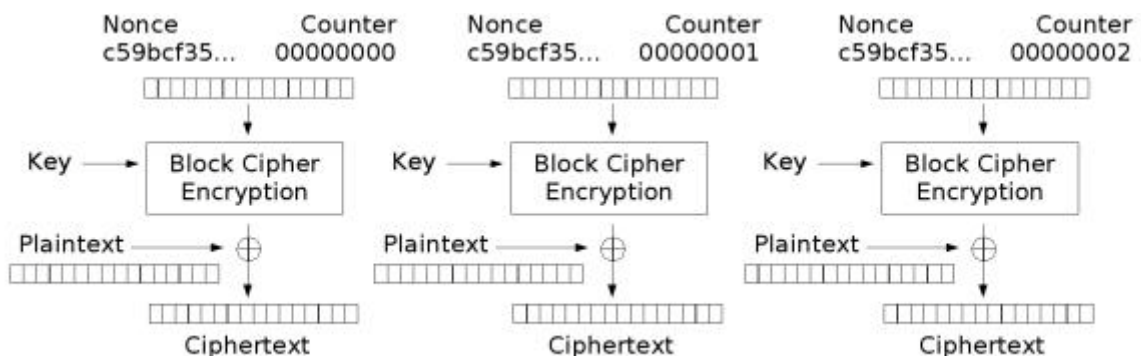 Nonce Counter Nonce Counter Nonce Counter
c59bcf35... 00000000 c59bcf35... 00000001 c59bcf35... 00000002
Key Block Cipher Key Block Cipher Key Block Cipher
Encryption Encryption Encryption
Plaintext Plaintext Plaintext
Ciphertext Ciphertext Ciphertext